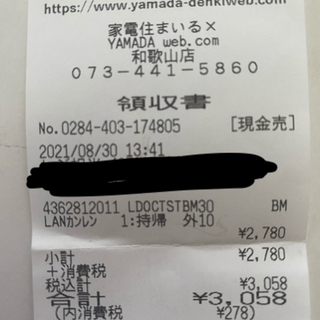 https://www.yamada-denkiweb.com
家電住まいる×
YAMADA web.com
和歌山店
073-441-5860
領収書
No.0284-403-174805 [現金売]
2021/08/30 13:41
4362812011 LDOCTSTBM30 BM
LANカンレン 1:持帰 外10
¥2,780
小計 ¥2,780
+消費税
税込計 ¥3,058
合計 ¥3,058
(内消費税 ¥278)